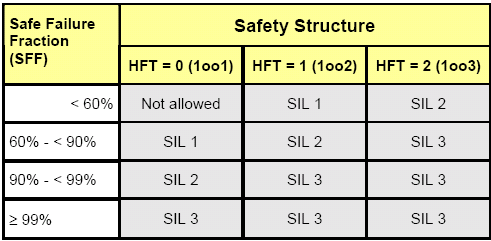 Safe Failure
Fraction
(SFF)
Safety Structure
HFT = 0 (1oo1)
HFT = 1 (1oo2)
HFT = 2 (1oo3)
< 60%
Not allowed
SIL 1
SIL 2
60% - < 90%
SIL 1
SIL 2
SIL 3
90% - < 99%
SIL 2
SIL 3
SIL 3
≥ 99%
SIL 3
SIL 3
SIL 3